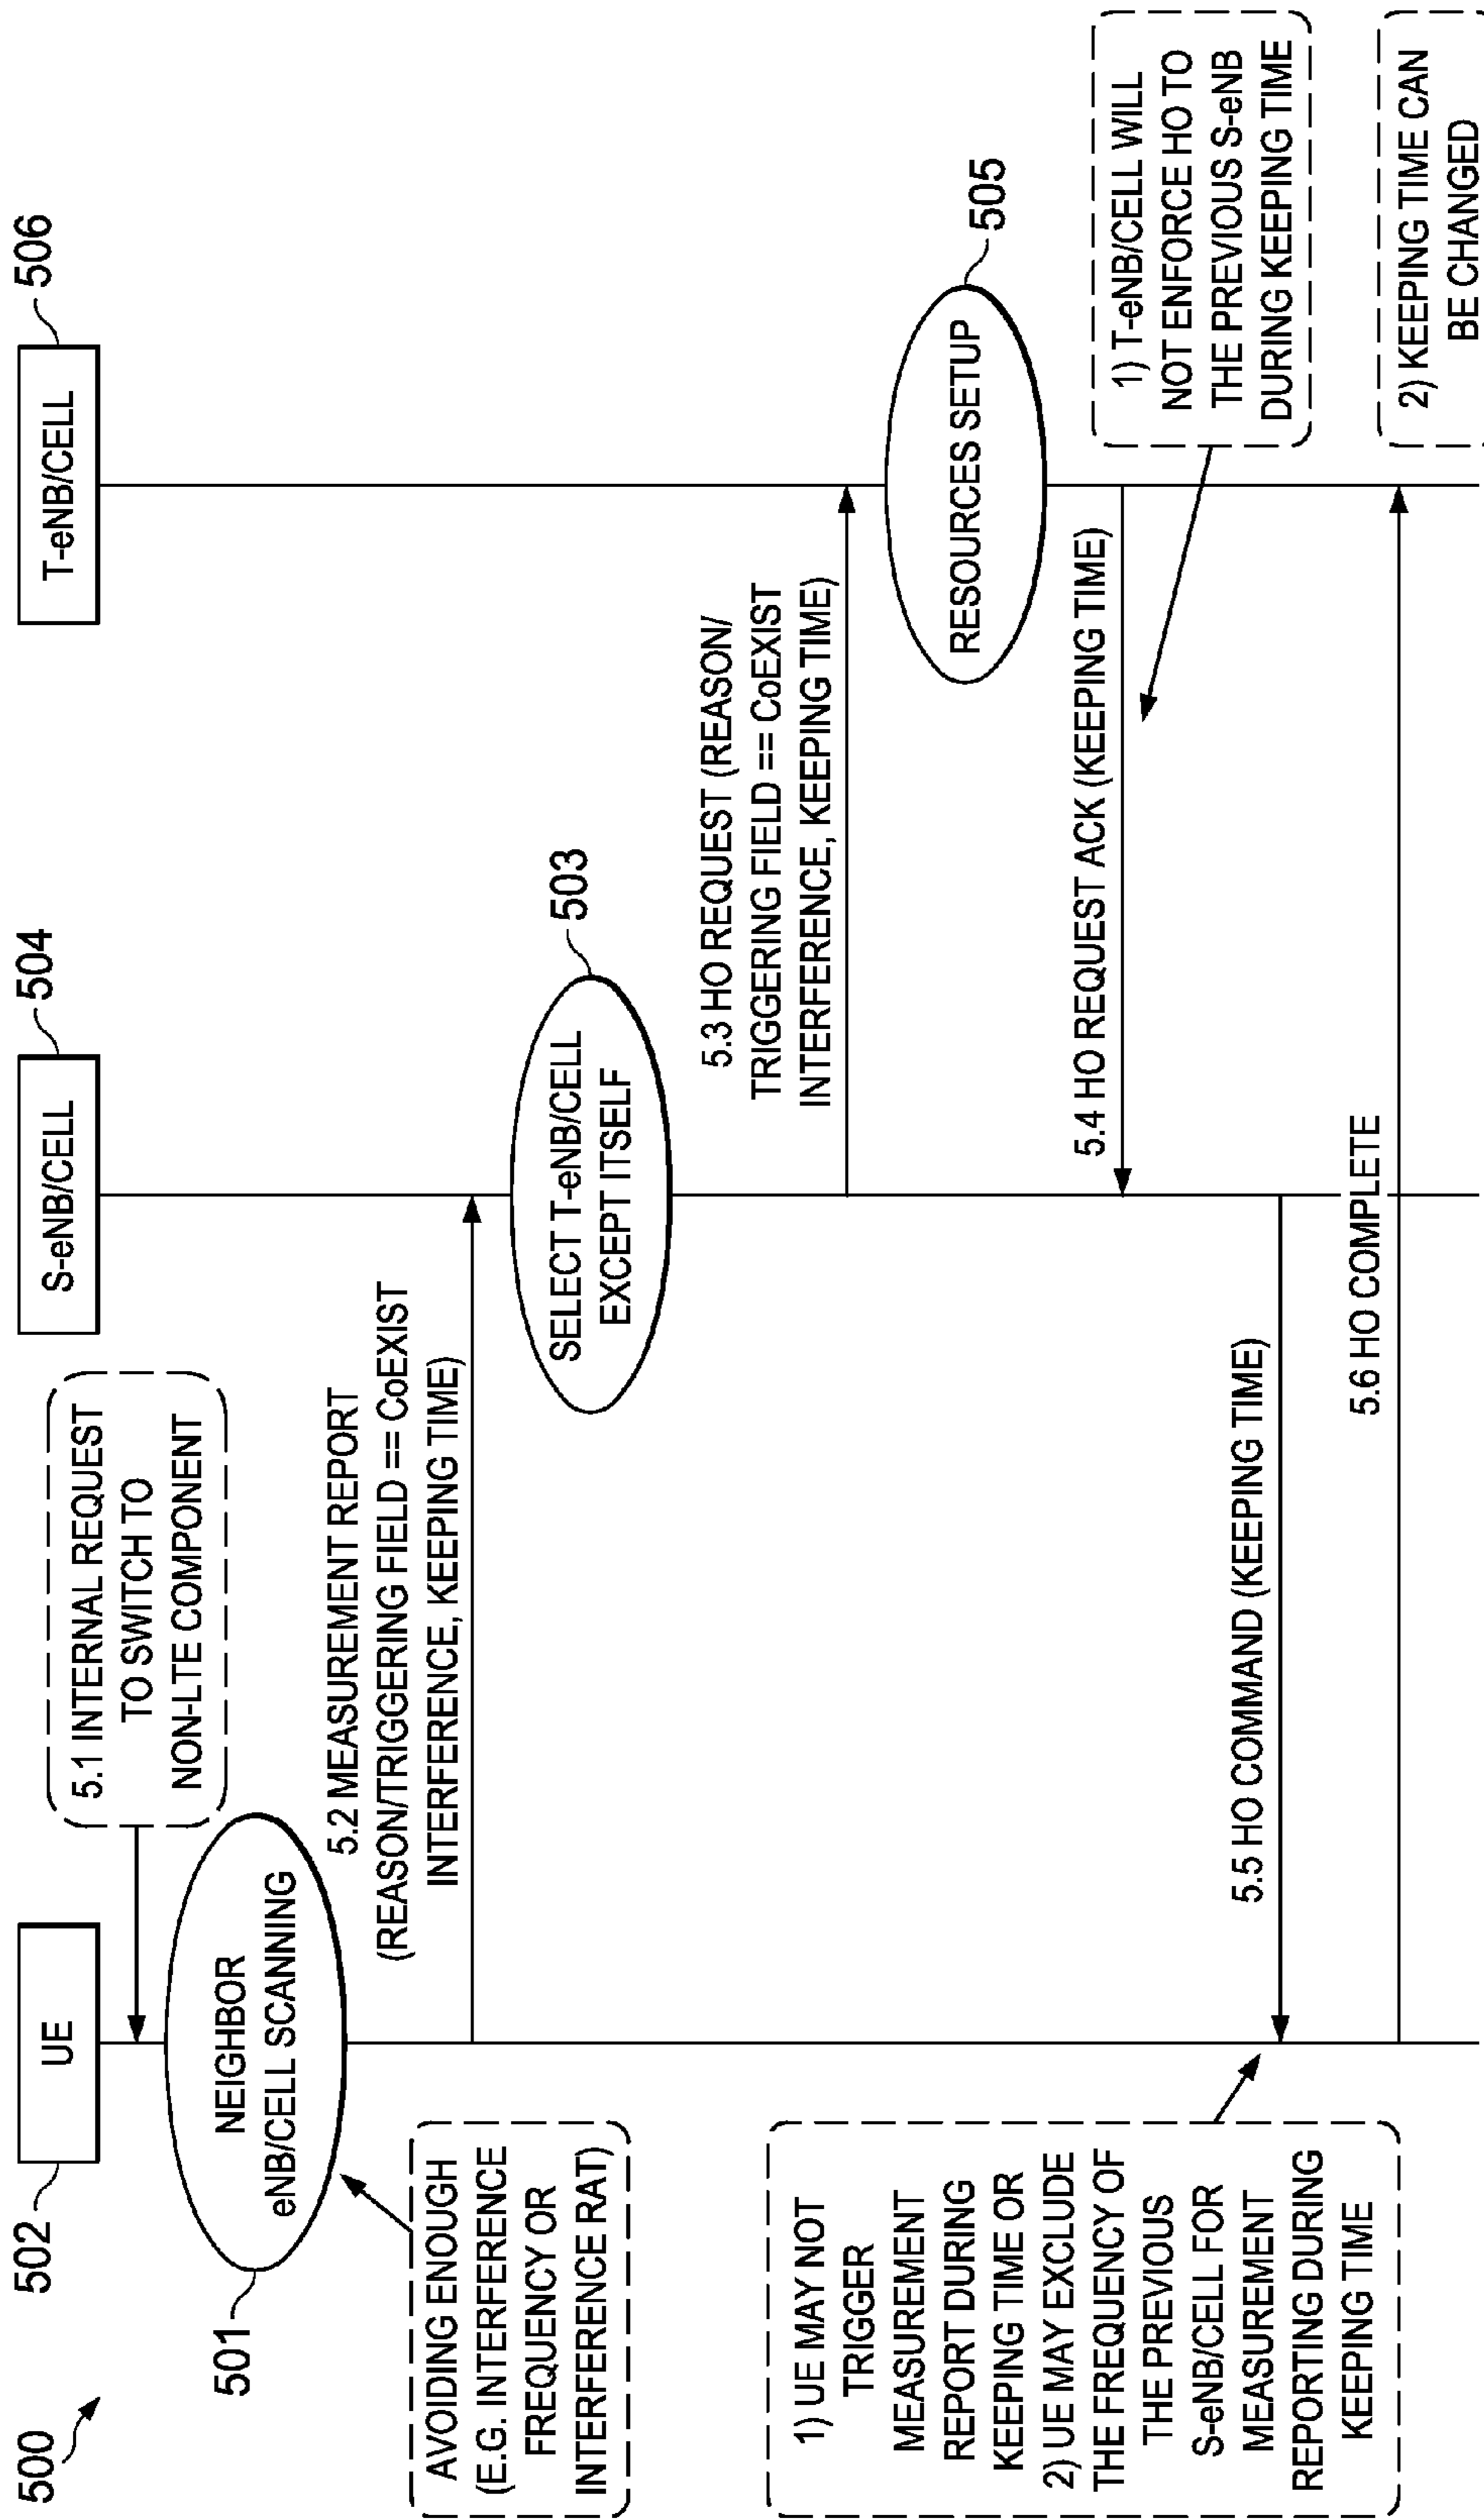 500
502
UE
504
S-eNB/CELL
506
T-eNB/CELL
5.1 INTERNAL REQUEST
TO SWITCH TO
NON-LTE COMPONENT
501
NEIGHBOR
eNB/CELL SCANNING
AVOIDING ENOUGH
(E.G. INTERFERENCE
FREQUENCY OR
INTERFERENCE RAT)
5.2 MEASUREMENT REPORT
(REASON/TRIGGERING FIELD == CoEXIST
INTERFERENCE, KEEPING TIME)
503
SELECT T-eNB/CELL
EXCEPT ITSELF
5.3 HO REQUEST (REASON/
TRIGGERING FIELD == CoEXIST
INTERFERENCE, KEEPING TIME)
505
RESOURCES SETUP
5.4 HO REQUEST ACK (KEEPING TIME)
1) T-eNB/CELL WILL
NOT ENFORCE HO TO
THE PREVIOUS S-eNB
DURING KEEPING TIME
2) KEEPING TIME CAN
BE CHANGED
5.5 HO COMMAND (KEEPING TIME)
1) UE MAY NOT
TRIGGER
MEASUREMENT
REPORT DURING
KEEPING TIME OR
2) UE MAY EXCLUDE
THE FREQUENCY OF
THE PREVIOUS
S-eNB/CELL FOR
MEASUREMENT
REPORTING DURING
KEEPING TIME
5.6 HO COMPLETE